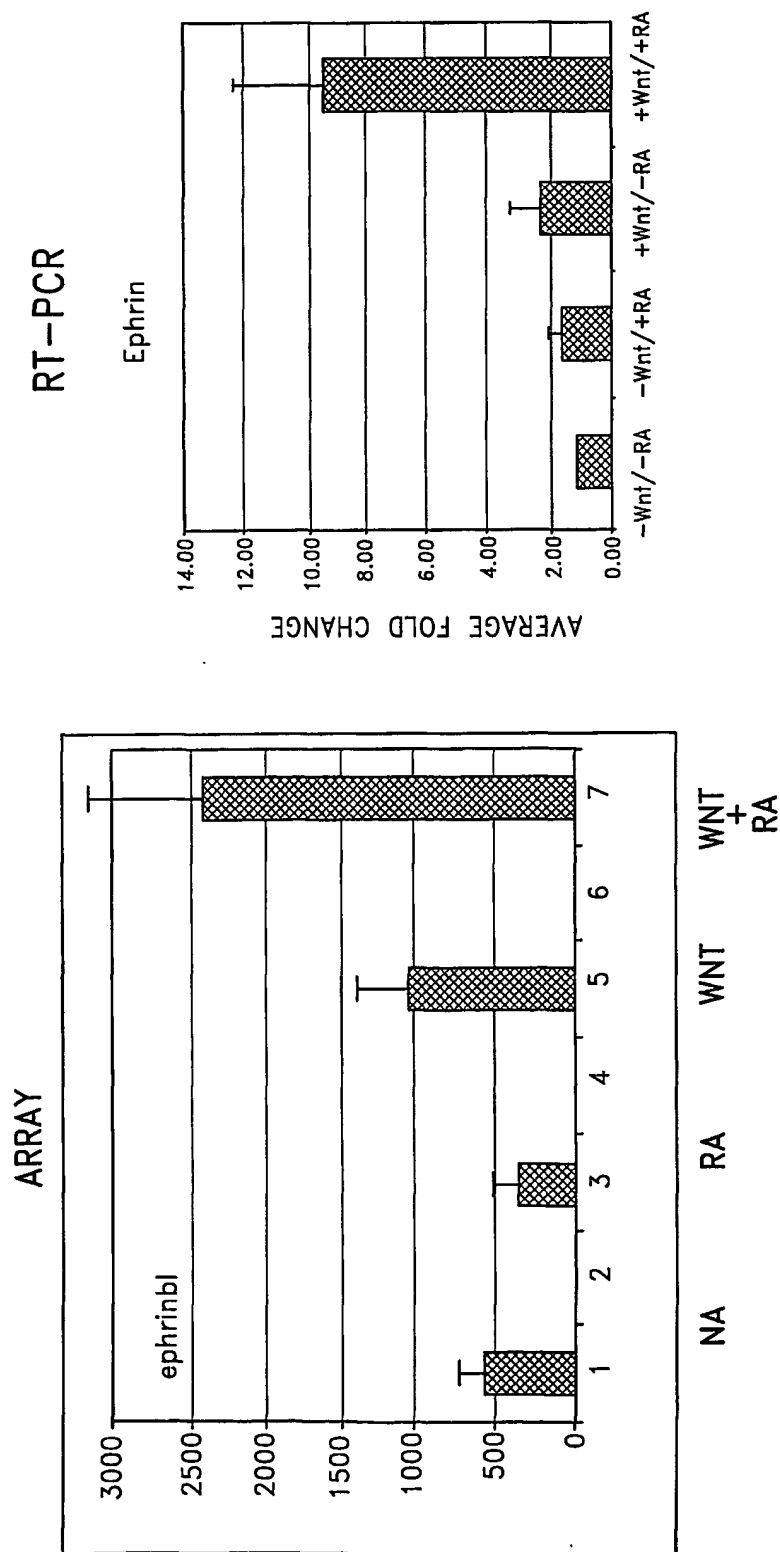 ARRAY
ephrinbl
3000
2500
2000
1500
1000
500
0
1 2 3 4 5 6 7
NA RA WNT WNT
+
RA
RT-PCR
Ephrin
AVERAGE FOLD CHANGE
14.00
12.00
10.00
8.00
6.00
4.00
2.00
0.00
-Wnt/-RA -Wnt/+RA +Wnt/-RA +Wnt/+RA